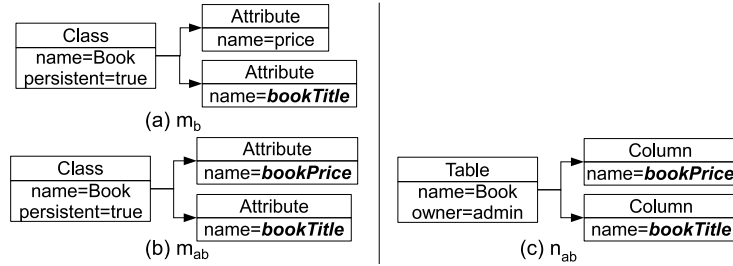 Class
name=Book
persistent=true
Attribute
name=price
Attribute
name=bookTitle
(a) mb
Class
name=Book
persistent=true
Attribute
name=bookPrice
Attribute
name=bookTitle
(b) mab
Table
name=Book
owner=admin
Column
name=bookPrice
Column
name=bookTitle
(c) nab